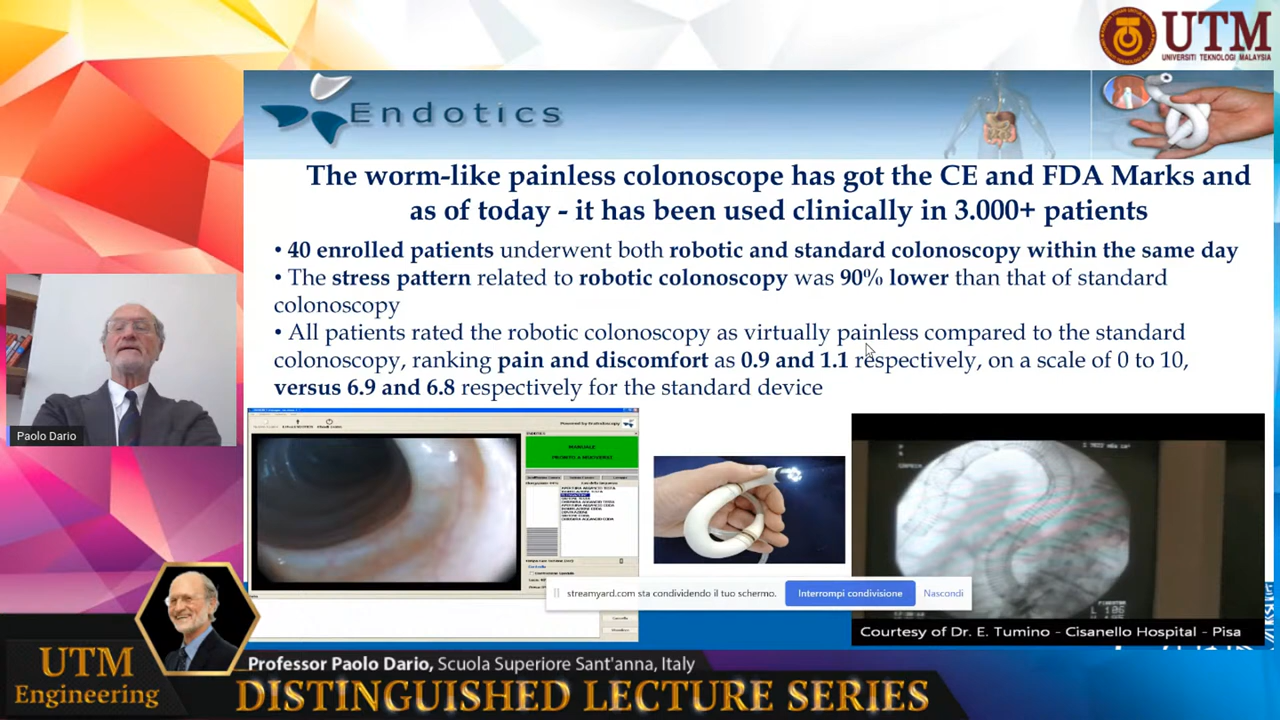 UTM
UNIVERSITI TEKNOLOGI MALAYSIA
Endotics
The worm-like painless colonoscope has got the CE and FDA Marks and
as of today - it has been used clinically in 3.000+ patients
• 40 enrolled patients underwent both robotic and standard colonoscopy within the same day
• The stress pattern related to robotic colonoscopy was 90% lower than that of standard
colonoscopy
• All patients rated the robotic colonoscopy as virtually painless compared to the standard
colonoscopy, ranking pain and discomfort as 0.9 and 1.1 respectively, on a scale of 0 to 10,
versus 6.9 and 6.8 respectively for the standard device
Paolo Dario
MANUALE
streamyard.com sta condividendo il tuo schermo.
Interrompi condivisione
Nascondi
L 106
Courtesy of Dr. E. Tumino - Cisanello Hospital - Pisa
UTM
Engineering
Professor Paolo Dario, Scuola Superiore Sant'anna, Italy
DISTINGUISHED LECTURE SERIES